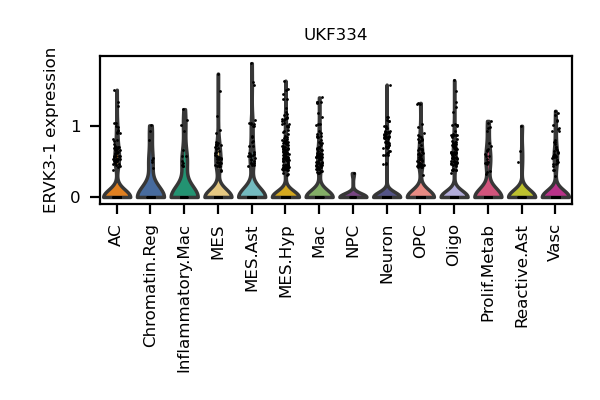 UKF334
ERVK3-1 expression
1
0
AC
Chromatin.Reg
Inflammatory.Mac
MES
MES.Ast
MES.Hyp
Mac
NPC
Neuron
OPC
Oligo
Prolif.Metab
Reactive.Ast
Vasc